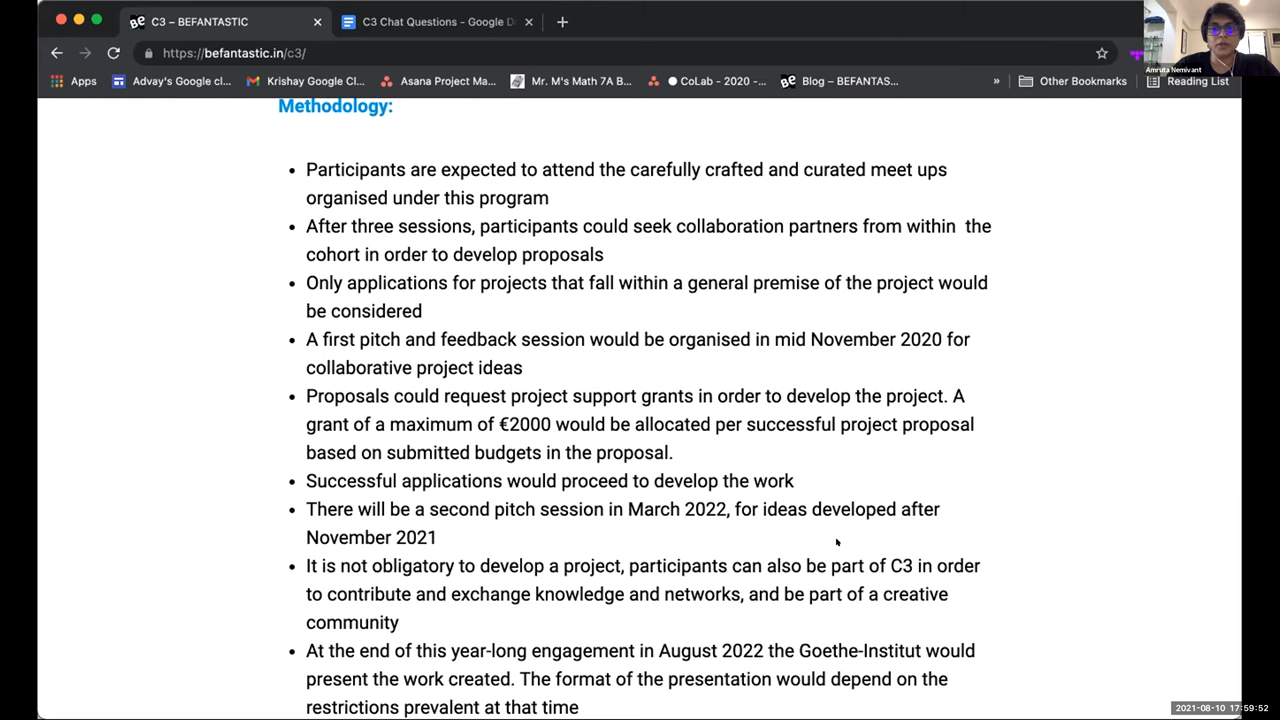 C3 – BEFANTASTIC
C3 Chat Questions - Google D
https://befantastic.in/c3/
Amruta Nemivant
Apps
Advay's Google cl...
Krishay Google Cl...
Asana Projec
Mr. M's Math 7A B...
CoLab - 2020 -...
Blog – BEFANTAS...
»
Other Bookmarks
Reading List
Methodology:
• Participants are expected to attend the carefully crafted and curated meet ups
organised under this program
• After three sessions, participants could seek collaboration partners from within the
cohort in order to develop proposals
• Only applications for projects that fall within a general premise of the project would
be considered
• A first pitch and feedback session would be organised in mid November 2020 for
collaborative project ideas
• Proposals could request project support grants in order to develop the project. A
grant of a maximum of €2000 would be allocated per successful project proposal
based on submitted budgets in the proposal.
• Successful applications would proceed to develop the work
• There will be a second pitch session in March 2022, for ideas developed after
November 2021
• It is not obligatory to develop a project, participants can also be part of C3 in order
to contribute and exchange knowledge and networks, and be part of a creative
community
• At the end of this year-long engagement in August 2022 the Goethe-Institut would
present the work created. The format of the presentation would depend on the
restrictions prevalent at that time
2021-08-10 17:59:52